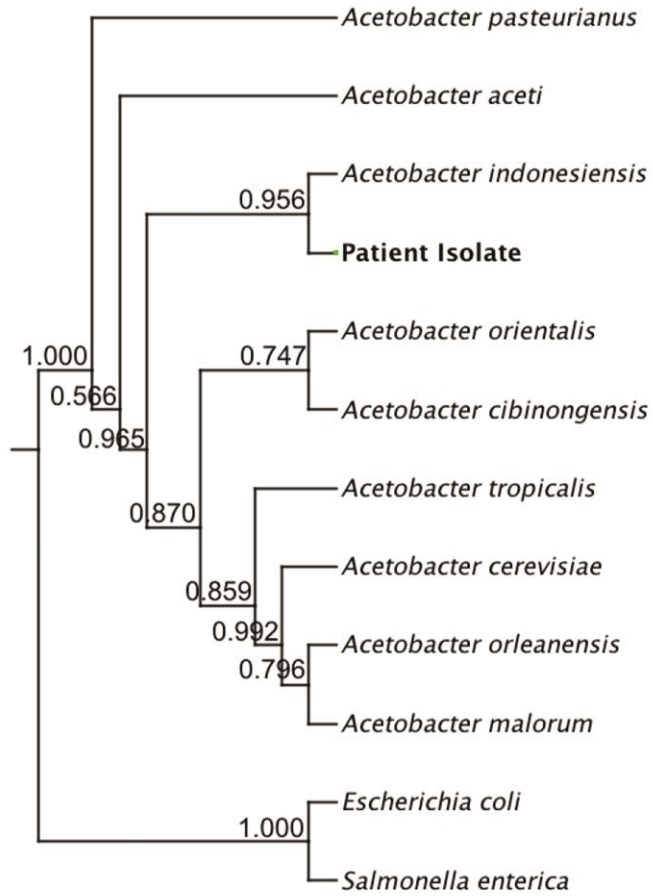 Acetobacter pasteurianus
Acetobacter aceti
Acetobacter indonesiensis
0.956
Patient Isolate
Acetobacter orientalis
1.000
0.747
0.566
Acetobacter cibinongensis
0.965
Acetobacter tropicalis
0.870
Acetobacter cerevisiae
0.859
0.992
Acetobacter orleanensis
0.796
Acetobacter malorum
Escherichia coli
1.000
Salmonella enterica